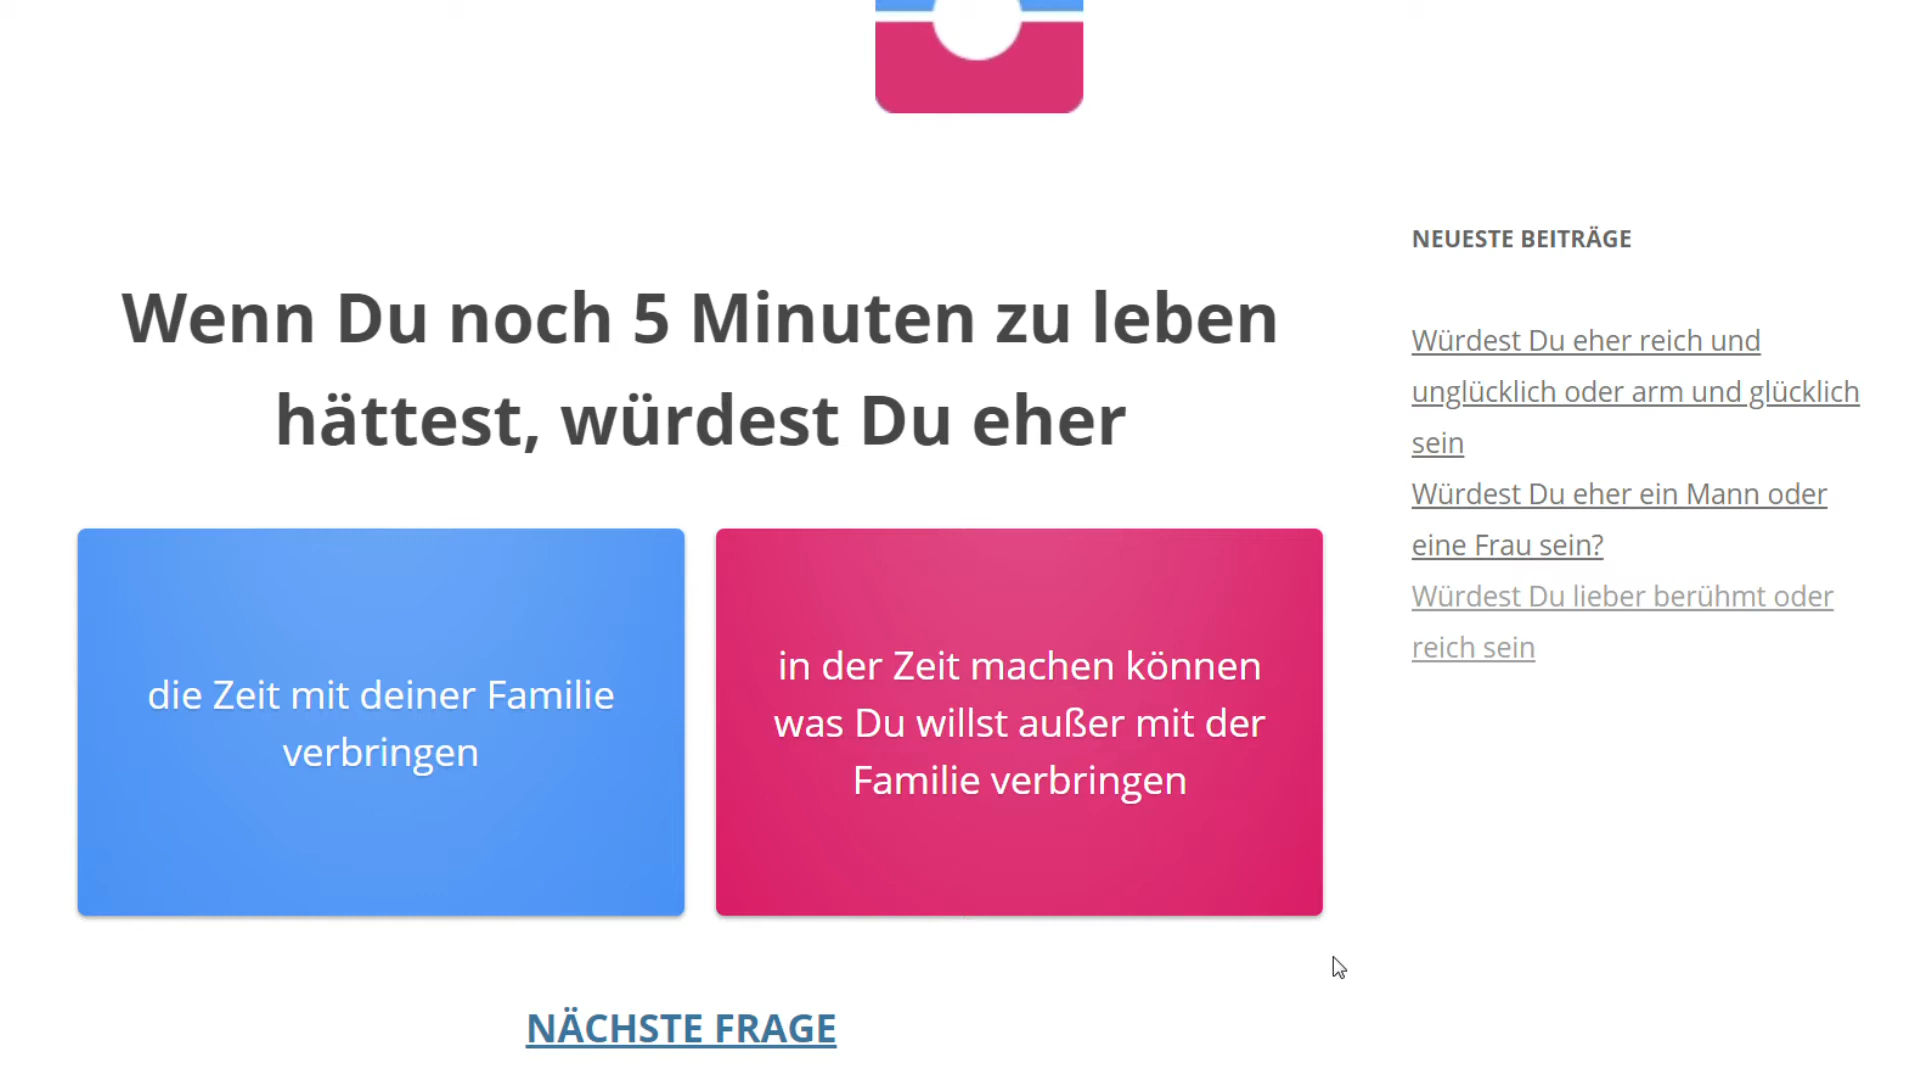 Wenn Du noch 5 Minuten zu leben
hättest, würdest Du eher
die Zeit mit deiner Familie
verbringen
in der Zeit machen können
was Du willst außer mit der
Familie verbringen
NÄCHSTE FRAGE
NEUESTE BEITRÄGE
Würdest Du eher reich und
unglücklich oder arm und glücklich
sein
Würdest Du eher ein Mann oder
eine Frau sein?
Würdest Du lieber berühmt oder
reich sein